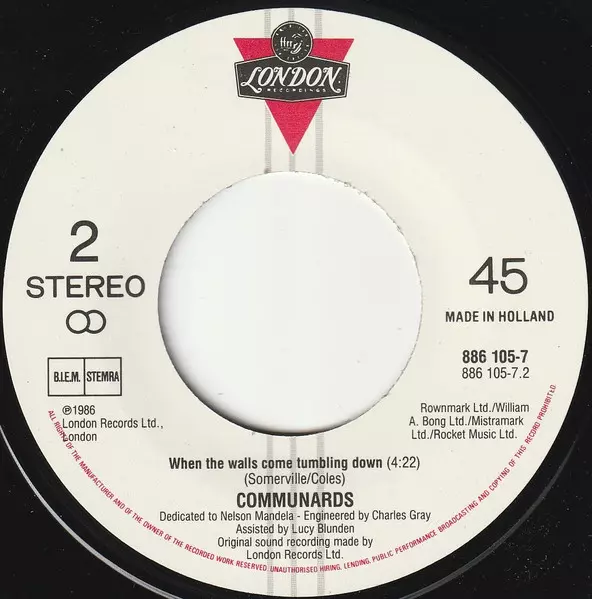 LONDON
RECORDINGS
2
STEREO
45
MADE IN HOLLAND
B.I.E.M. STEMRA
886 105-7
886 105-7.2
℗1986
London Records Ltd.,
London
Rownmark Ltd./William
A. Bong Ltd./Mistramark
Ltd./Rocket Music Ltd.
When the walls come tumbling down (4:22)
(Somerville/Coles)
COMMUNARDS
Dedicated to Nelson Mandela - Engineered by Charles Gray
Assisted by Lucy Blunden
Original sound recording made by
London Records Ltd.
ALL RIGHTS OF THE MANUFACTURER AND OF THE OWNER OF THE RECORDED WORK RESERVED. UNAUTHORISED HIRING, LENDING, PUBLIC PERFORMANCE, BROADCASTING AND COPYING OF THIS RECORD PROHIBITED